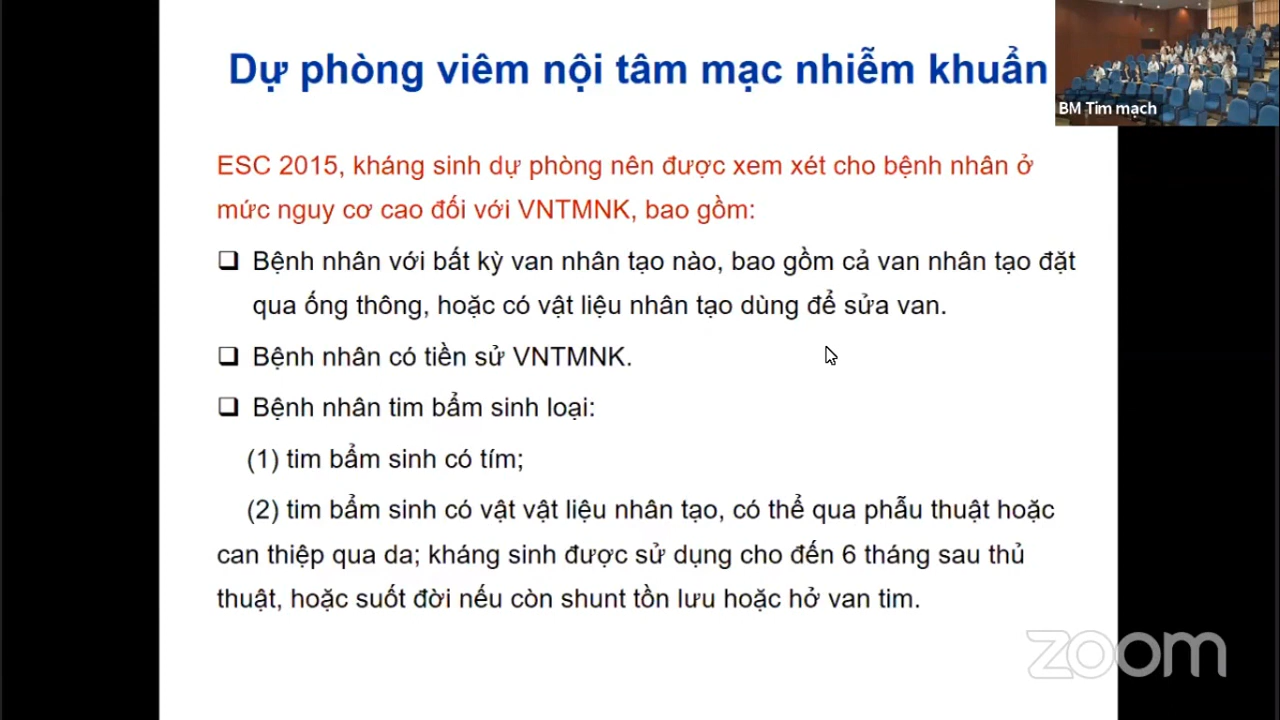 Dự phòng viêm nội tâm mạc nhiễm khuẩn
BM Tim mạch
ESC 2015, kháng sinh dự phòng nên được xem xét cho bệnh nhân ở
mức nguy cơ cao đối với VNTMNK, bao gồm:
❑ Bệnh nhân với bất kỳ van nhân tạo nào, bao gồm cả van nhân tạo đặt
qua ống thông, hoặc có vật liệu nhân tạo dùng để sửa van.
❑ Bệnh nhân có tiền sử VNTMNK.
❑ Bệnh nhân tim bẩm sinh loại:
(1) tim bẩm sinh có tím;
(2) tim bẩm sinh có vật vật liệu nhân tạo, có thể qua phẫu thuật hoặc
can thiệp qua da; kháng sinh được sử dụng cho đến 6 tháng sau thủ
thuật, hoặc suốt đời nếu còn shunt tồn lưu hoặc hở van tim.
zoom